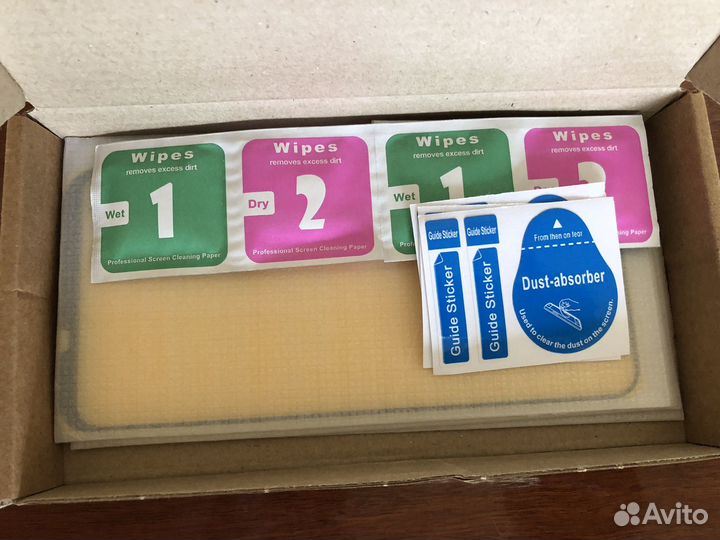 Wipes
removes excess dirt
Wet
1
Professional Screen Cleaning Paper
Wipes
removes excess dirt
Dry
2
Professional Screen Cleaning Paper
Wipes
removes excess dirt
Wet
1
Wipes
removes excess dirt
Guide Sticker
Guide Sticker
Guide Sticker
Guide Sticker
From then on tear
Dust-absorber
Used to clear the dust on the screen.
Avito